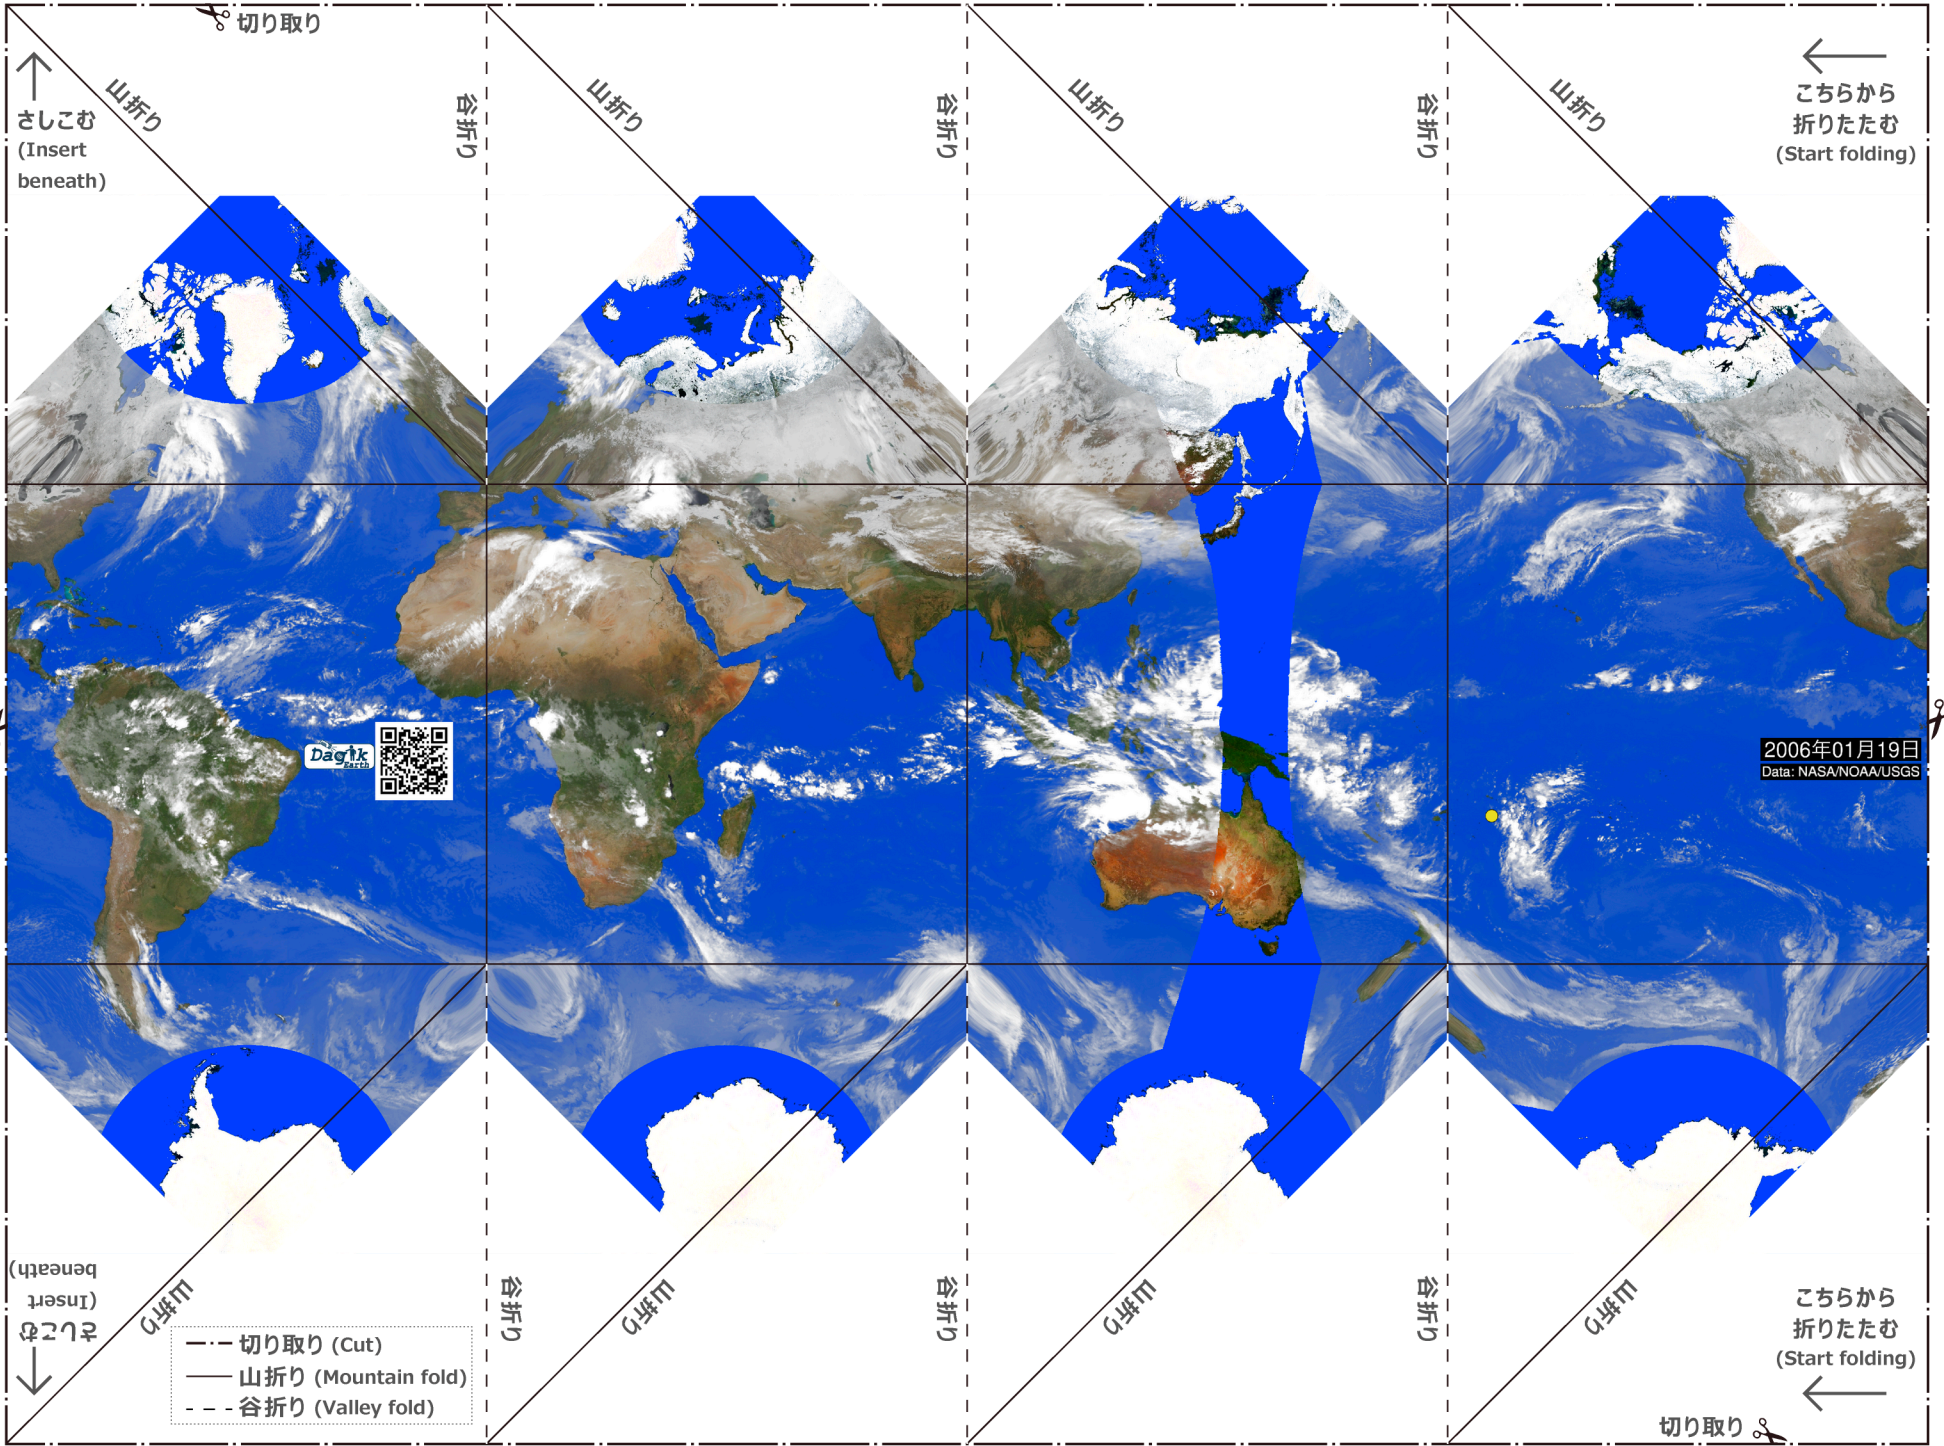 切り取り
山折り
谷折り
山折り
谷折り
山折り
谷折り
山折り
さしこむ
(Insert
beneath)
こちらから
折りたたむ
(Start folding)
Dagik
Earth
2006年01月19日
Data: NASA/NOAA/USGS
さしこむ
(Insert
beneath)
山折り
谷折り
山折り
谷折り
山折り
谷折り
山折り
こちらから
折りたたむ
(Start folding)
切り取り (Cut)
山折り (Mountain fold)
谷折り (Valley fold)
切り取り